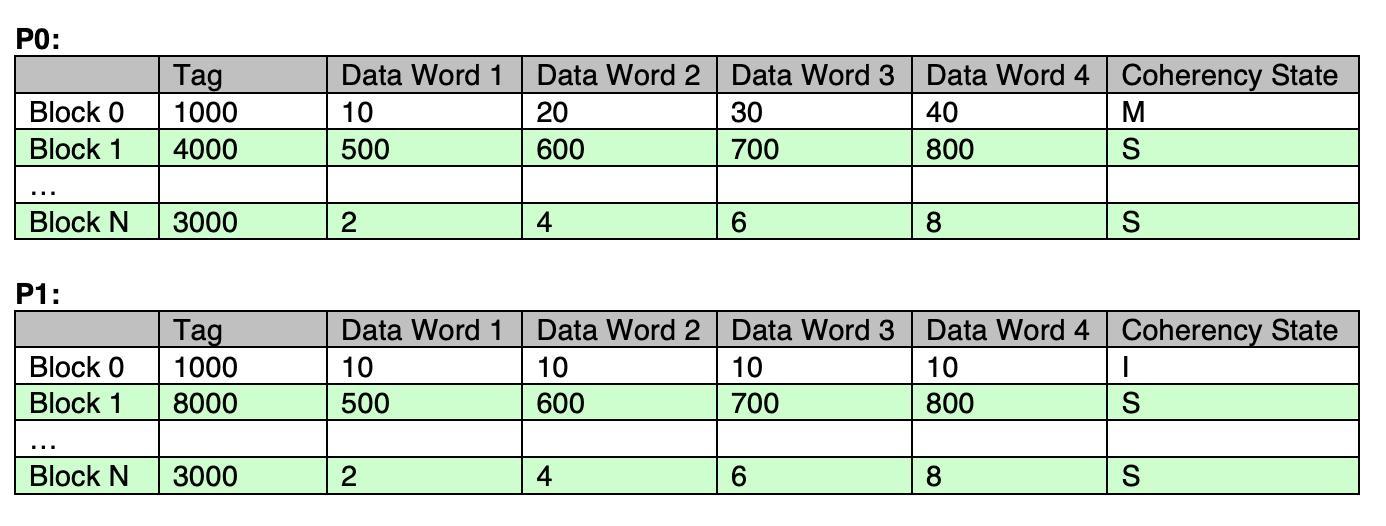 P0:
Tag Data Word 1 Data Word 2 Data Word 3 Data Word 4 Coherency State
Block 0 1000 10 20 30 40 M
Block 1 4000 500 600 700 800 S
...
Block N 3000 2 4 6 8 S
P1:
Tag Data Word 1 Data Word 2 Data Word 3 Data Word 4 Coherency State
Block 0 1000 10 10 10 10 I
Block 1 8000 500 600 700 800 S
...
Block N 3000 2 4 6 8 S